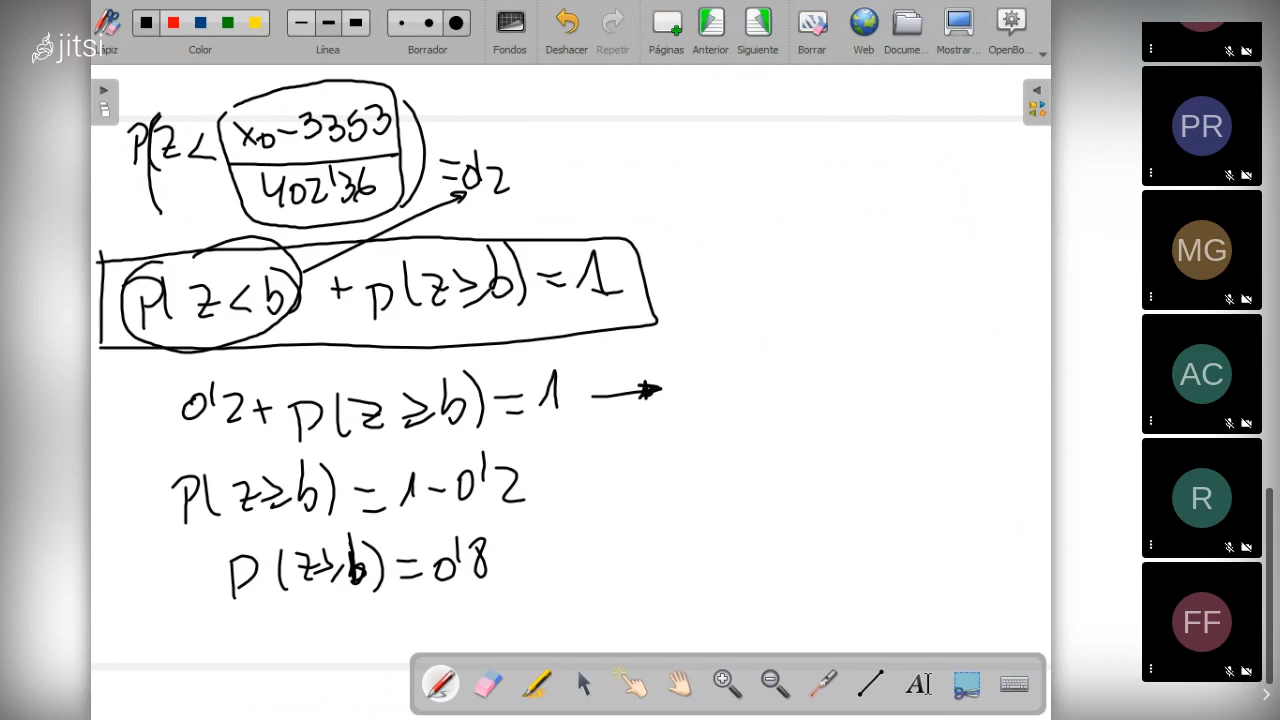 jitsi
ápiz
Color
Línea
Borrador
Fondos
Deshacer
Repetir
Páginas
Anterior
Siguiente
Borrar
Web
Docume...
Mostrar...
OpenBo...
P(Z < (x0-3353)/(402'36)) = 0'2
P(Z < b) + p(z ≥ b) = 1
0'2 + p(z ≥ b) = 1 →
P(z ≥ b) = 1 - 0'2
p(z ≥ b) = 0'8
PR
MG
AC
R
FF